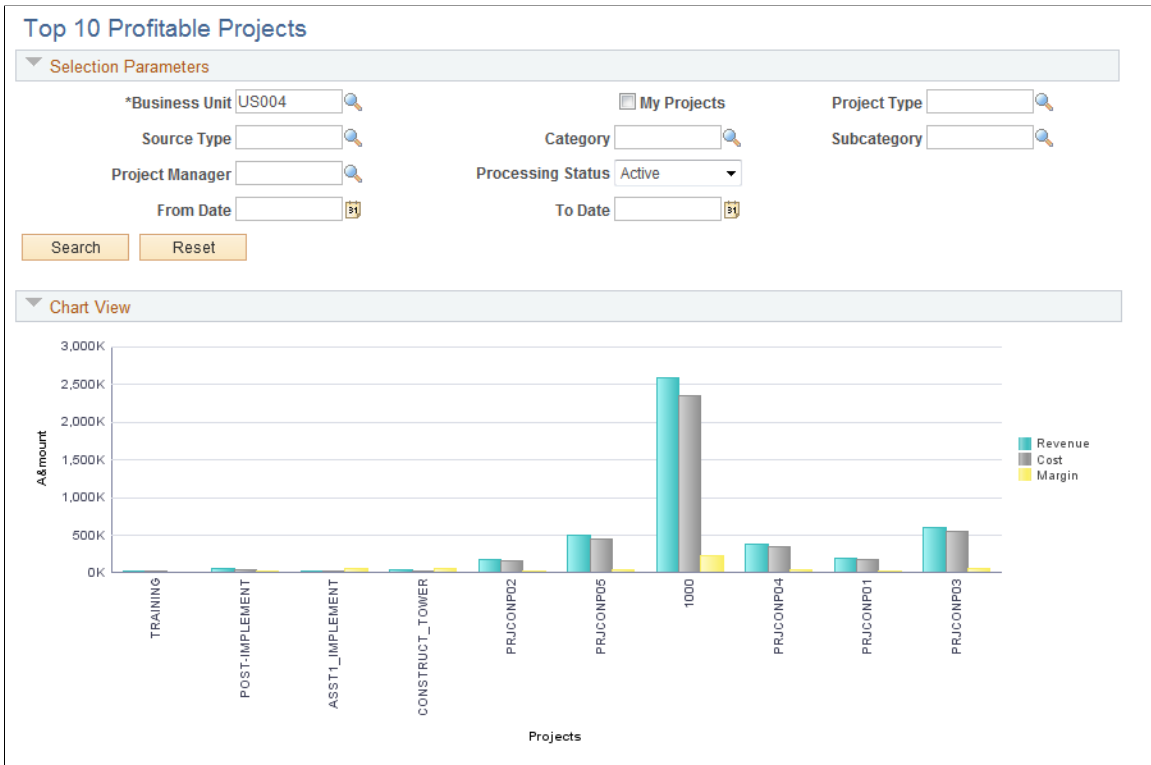 Top 10 Profitable Projects
Selection Parameters
*Business Unit US004 My Projects Project Type
Source Type Category Subcategory
Project Manager Processing Status Active
From Date 31 To Date 31
Search Reset
Chart View
3,000K
2,500K
2,000K
1,500K
1,000K
500K
0K
A&mount
Revenue
Cost
Margin
TRAINING
POST-IMPLEMENT
ASST1_IMPLEMENT
CONSTRUCT_TOWER
PRJCONP02
PRJCONP05
1000
PRJCONP04
PRJCONP01
PRJCONP03
Projects